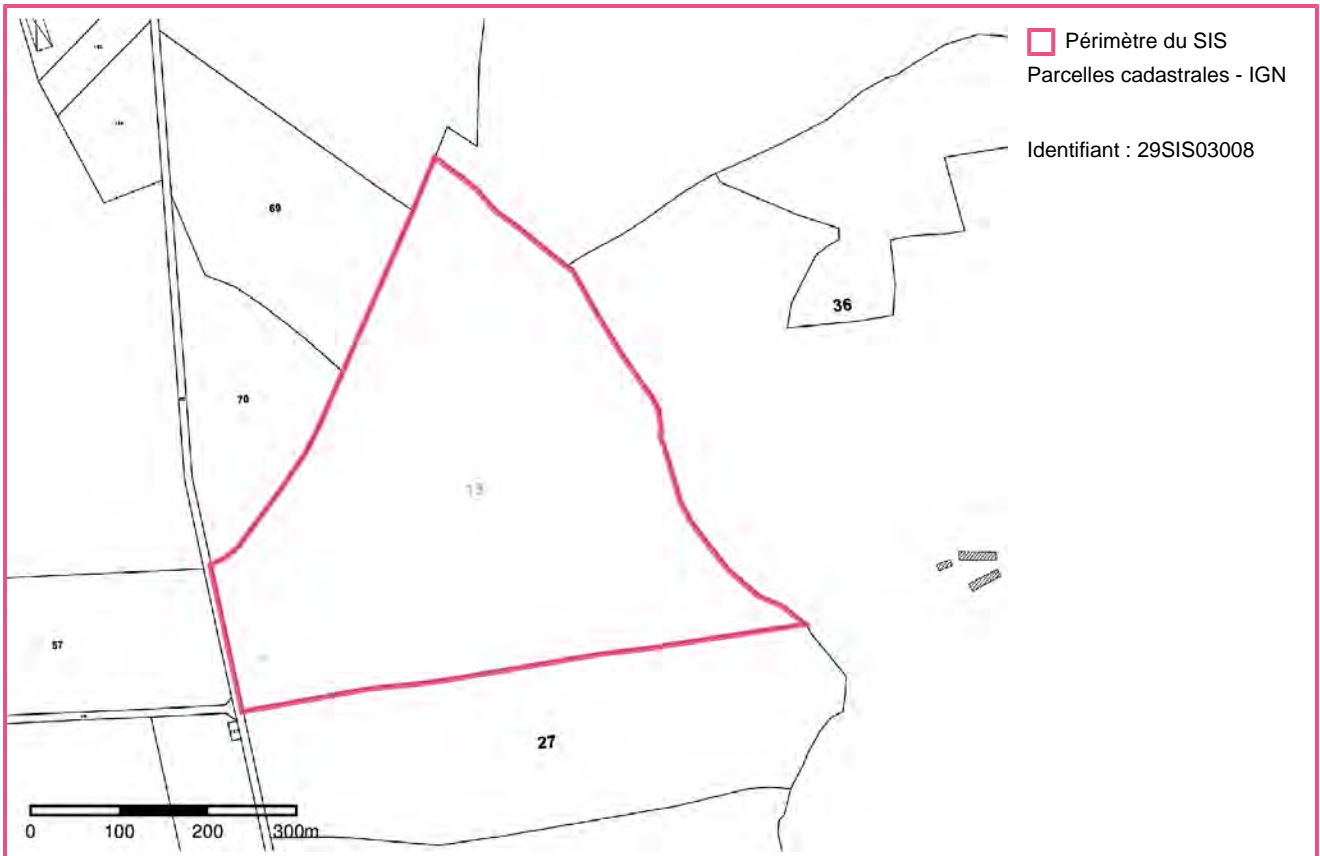 Périmètre du SIS
Parcelles cadastrales - IGN
Identifiant : 29SIS03008
69
36
70
13
57
27
0 100 200 300m